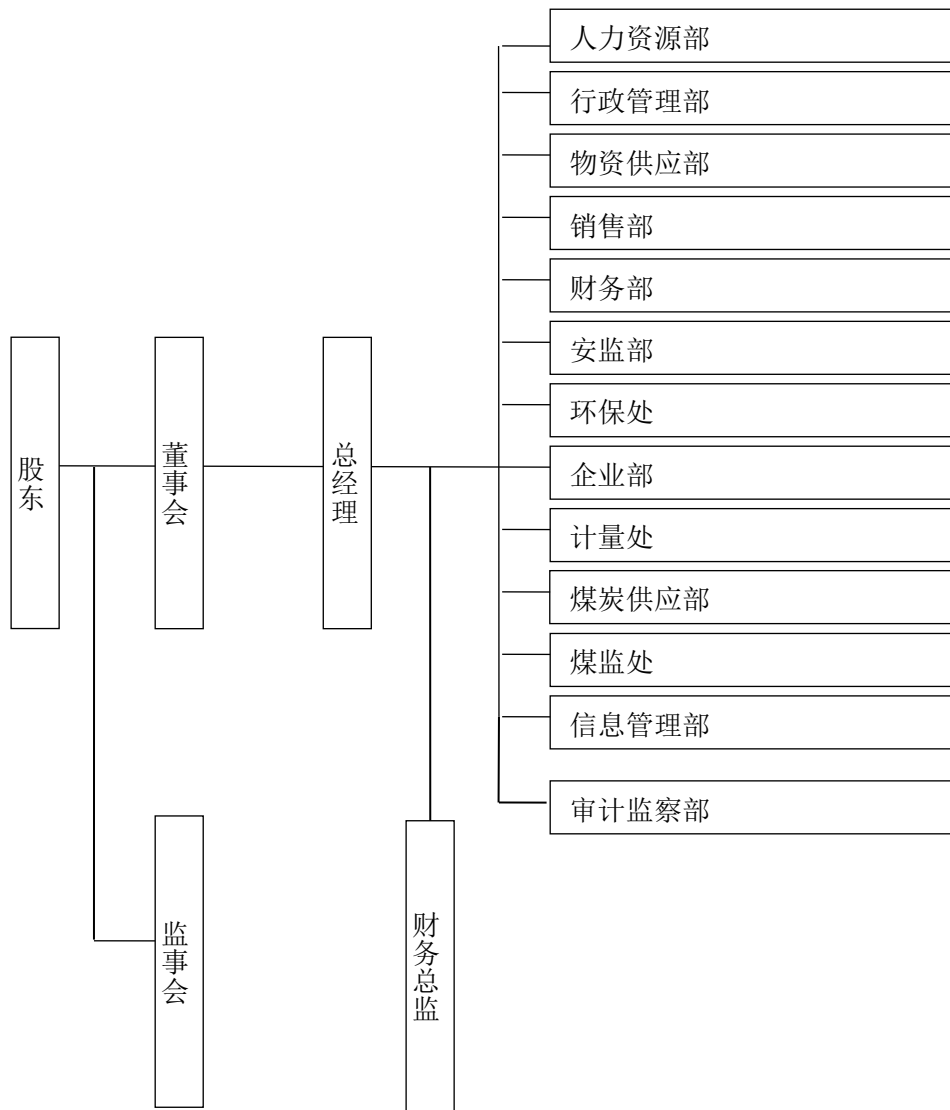 人力资源部
行政管理部
物资供应部
销售部
财务部
安监部
环保处
企业部
计量处
煤炭供应部
煤监处
信息管理部
审计监察部
股东
董事会
总经理
监事会
财务总监